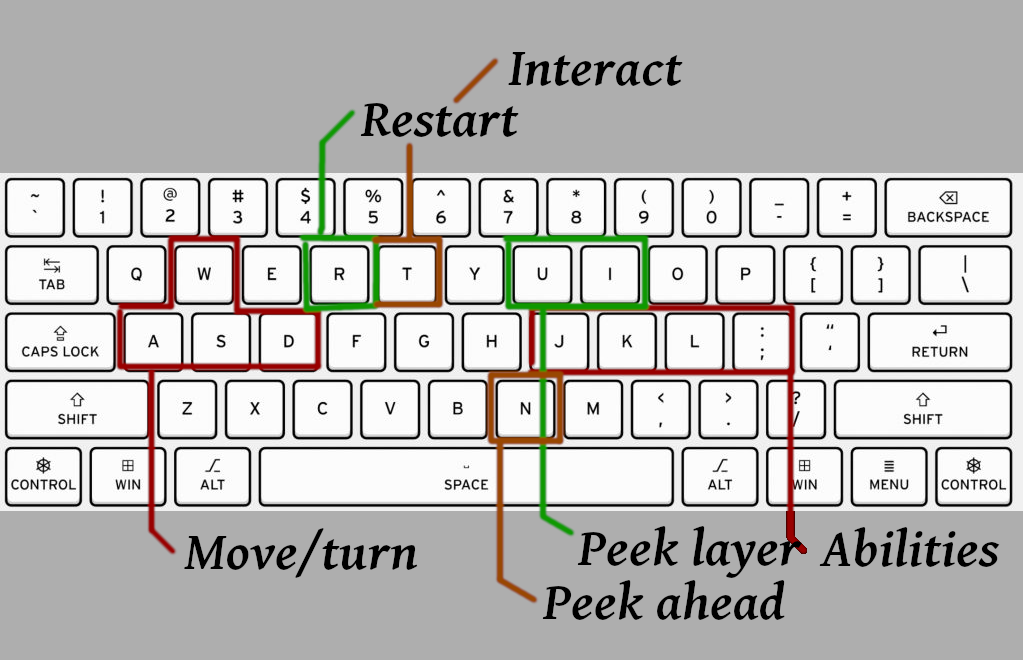 Interact
Restart
~ ! @ # $ % ^ & * ( ) _ +
` 1 2 3 4 5 6 7 8 9 0 - = BACKSPACE
TAB Q W E R T Y U I O P { [ } ] | \
CAPS LOCK A S D F G H J K L : ; “ ‘ RETURN
SHIFT Z X C V B N M < , > . ? / SHIFT
CONTROL WIN ALT SPACE ALT WIN MENU CONTROL
Move/turn
Peek layer
Abilities
Peek ahead